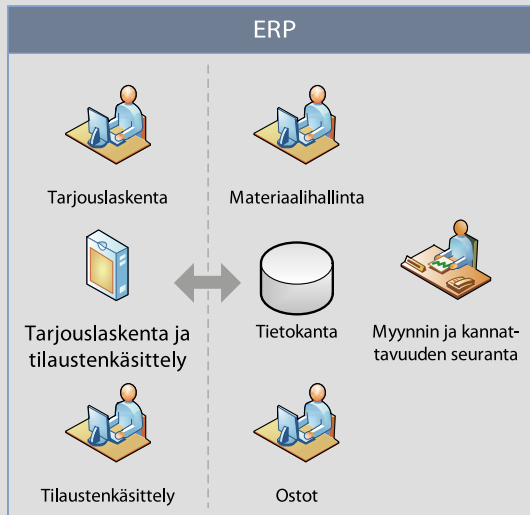 ERP
Tarjouslaskenta
Materiaalihallinta
Tarjouslaskenta ja
tilaustenkäsittely
Tietokanta
Myynnin ja kannat-
tavuuden seuranta
Tilaustenkäsittely
Ostot